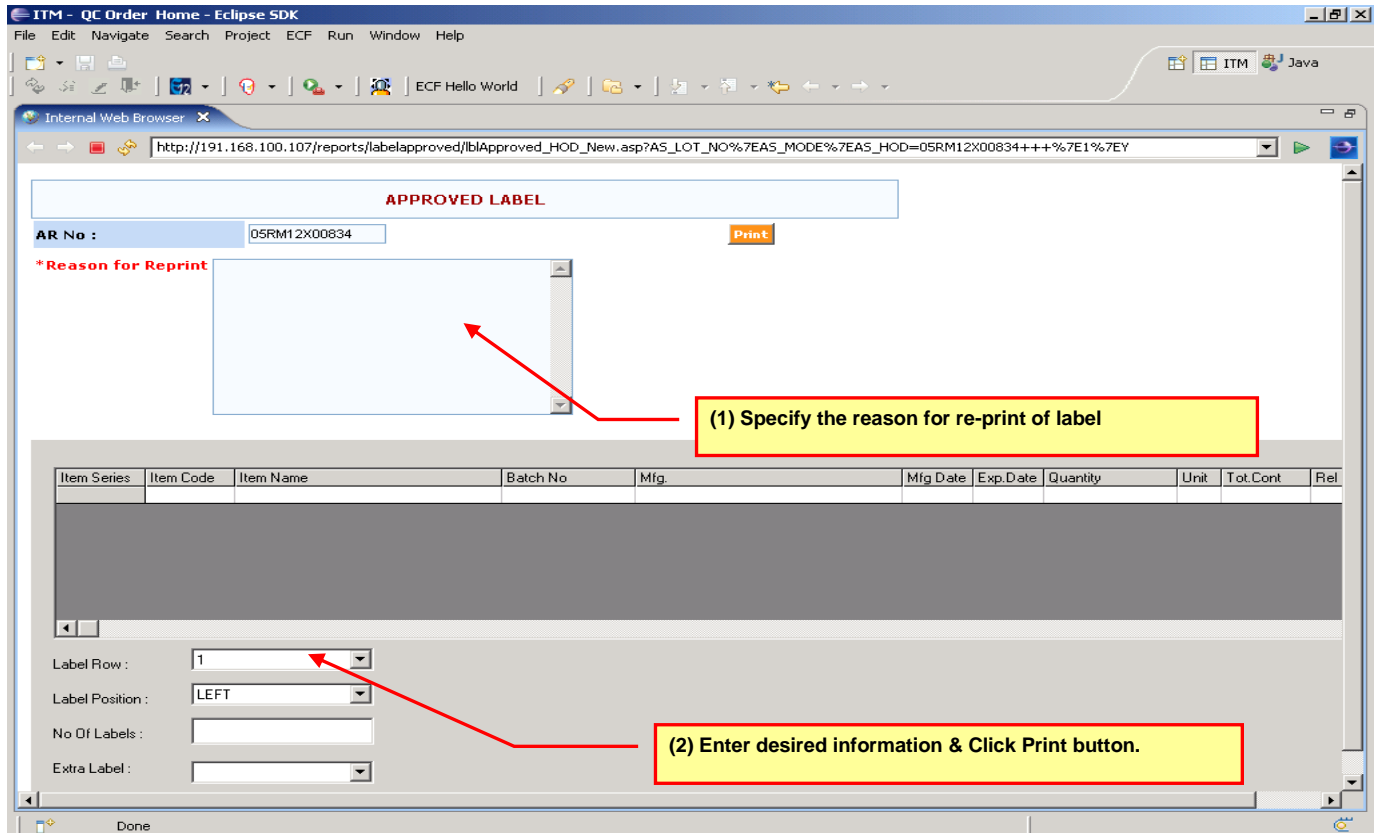 ITM - QC Order Home - Eclipse SDK
File Edit Navigate Search Project ECF Run Window Help
ITM Java
ECF Hello World
Internal Web Browser
http://191.168.100.107/reports/labelapproved/lblApproved_HOD_New.asp?AS_LOT_NO%7EAS_MODE%7EAS_HOD=05RM12X00834+++%7E1%7EY
APPROVED LABEL
AR No : 05RM12X00834 Print
*Reason for Reprint
(1) Specify the reason for re-print of label
Item Series Item Code Item Name Batch No Mfg. Mfg Date Exp.Date Quantity Unit Tot.Cont Rel
Label Row : 1
Label Position : LEFT
No Of Labels :
(2) Enter desired information & Click Print button.
Extra Label :
Done